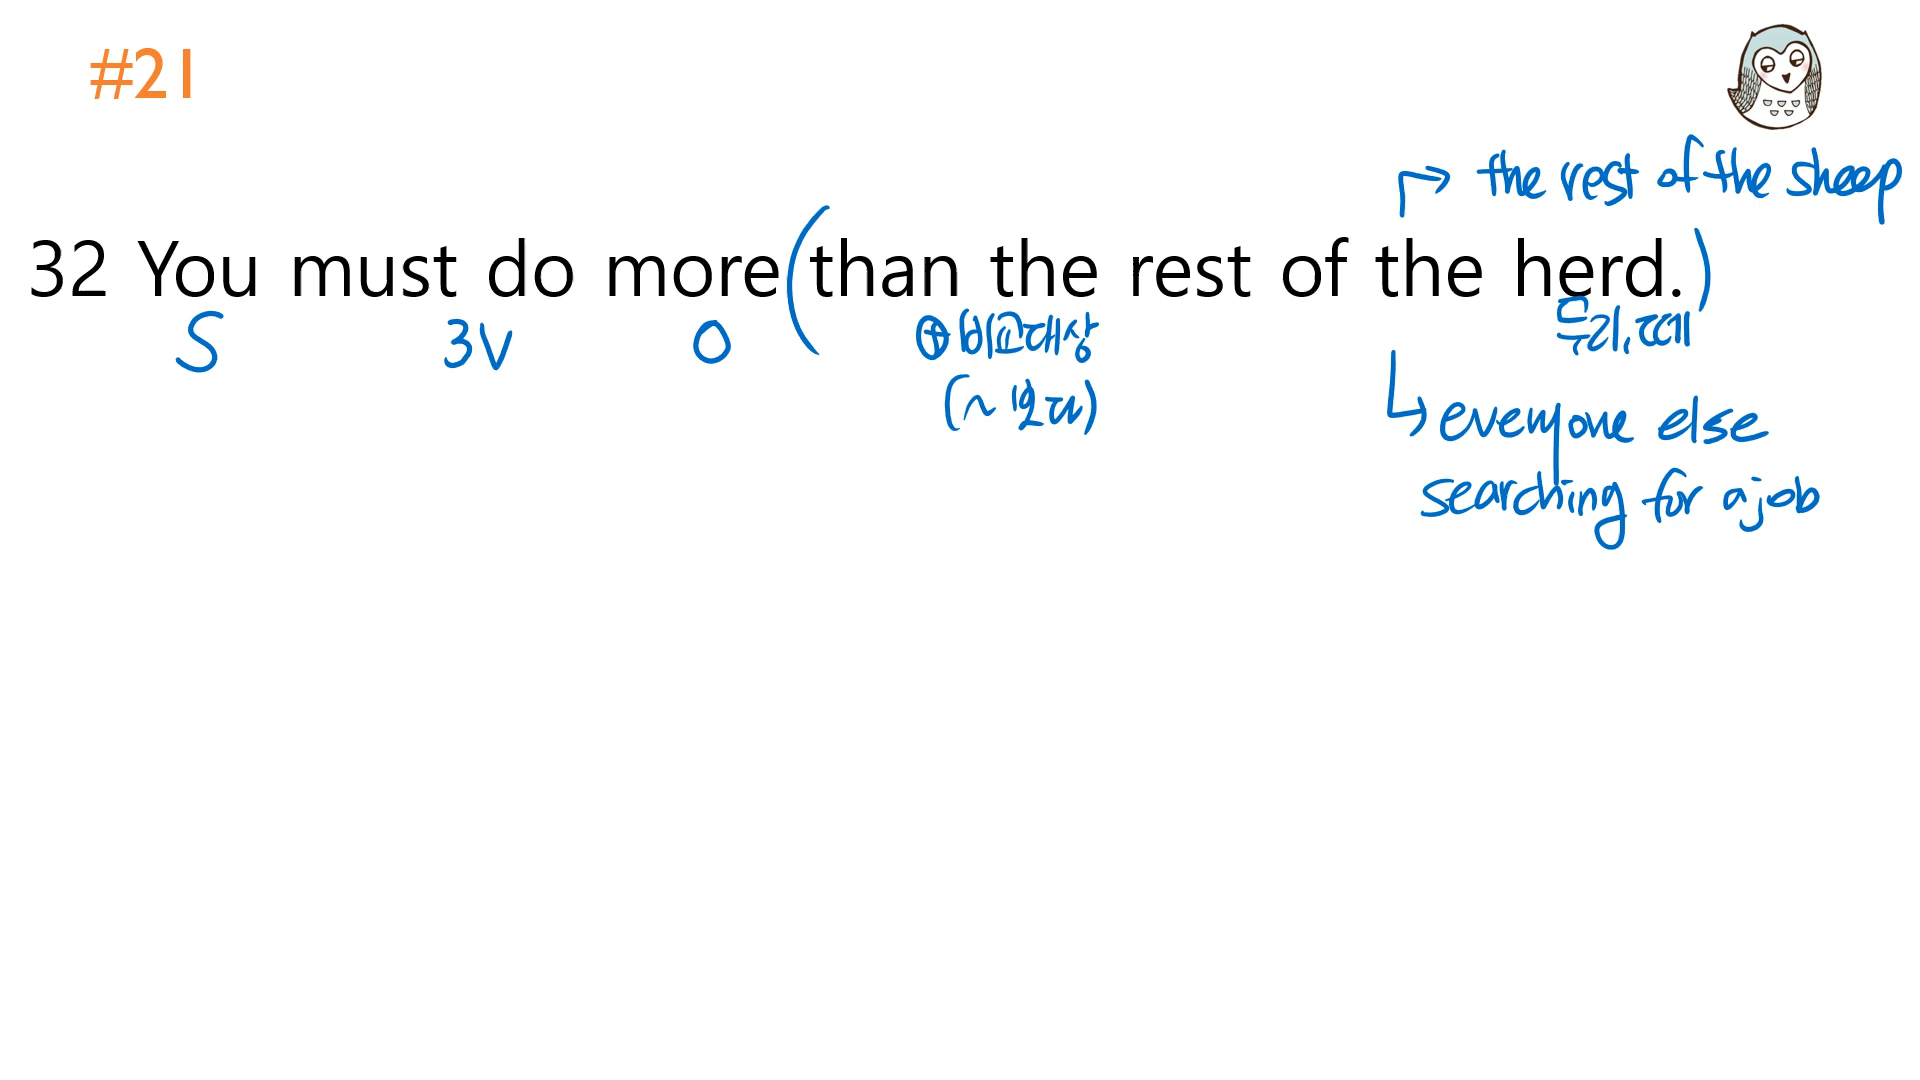 #21
the rest of the sheep
32 You must do more (than the rest of the herd.)
S 3V O ⊕비교대상 무리, 떼
(~보다)
everyone else
searching for a job